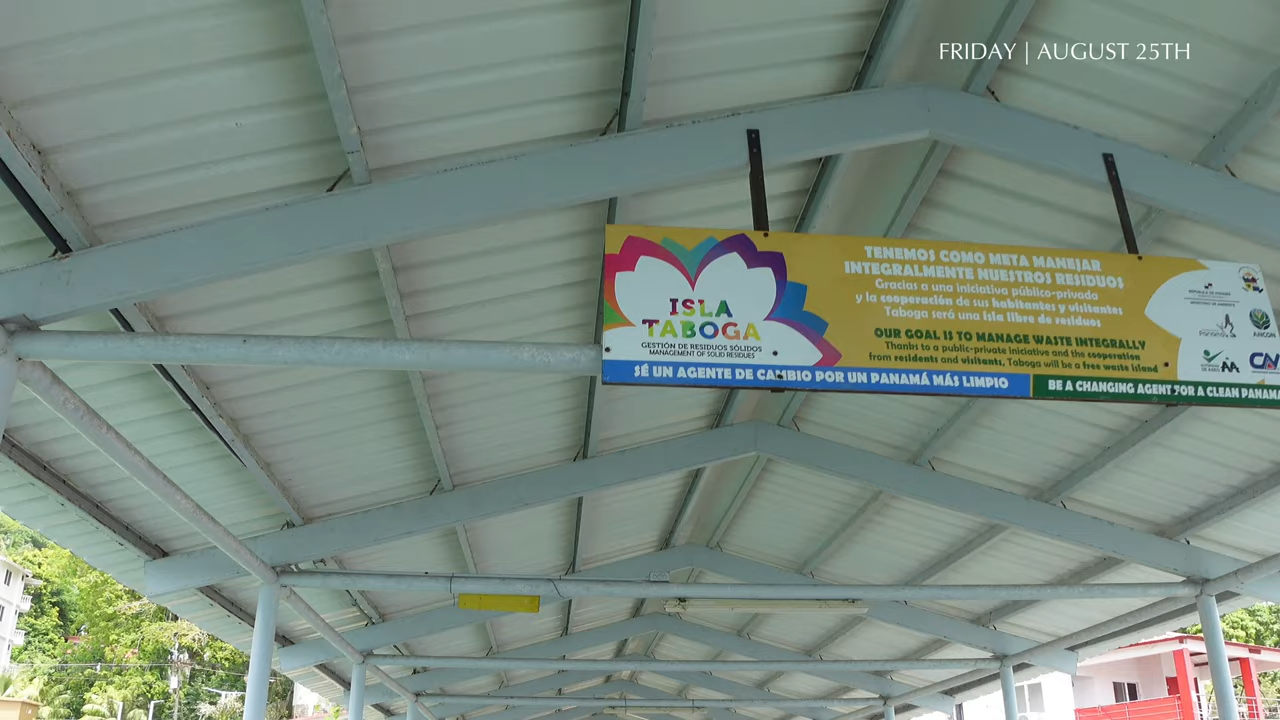 FRIDAY | AUGUST 25TH
TENEMOS COMO META MANEJAR
INTEGRALMENTE NUESTROS RESIDUOS
Gracias a una iniciativa público-privada
y la cooperación de sus habitantes y visitantes
Taboga será una isla libre de residuos
OUR GOAL IS TO MANAGE WASTE INTEGRALLY
Thanks to a public-private initiative and the cooperation
from residents and visitants, Taboga will be a free waste island
ISLA
TABOGA
GESTIÓN DE RESIDUOS SÓLIDOS
MANAGEMENT OF SOLID RESIDUES
SÉ UN AGENTE DE CAMBIO POR UN PANAMÁ MÁS LIMPIO
BE A CHANGING AGENT FOR A CLEAN PANAMA